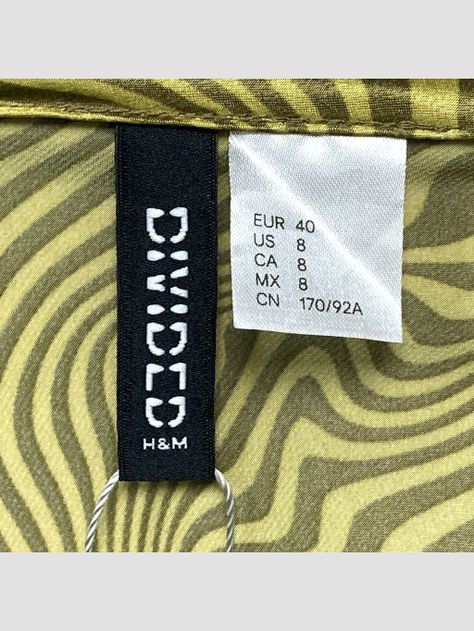 DIVIDED
H&M
EUR 40
US 8
CA 8
MX 8
CN 170/92A